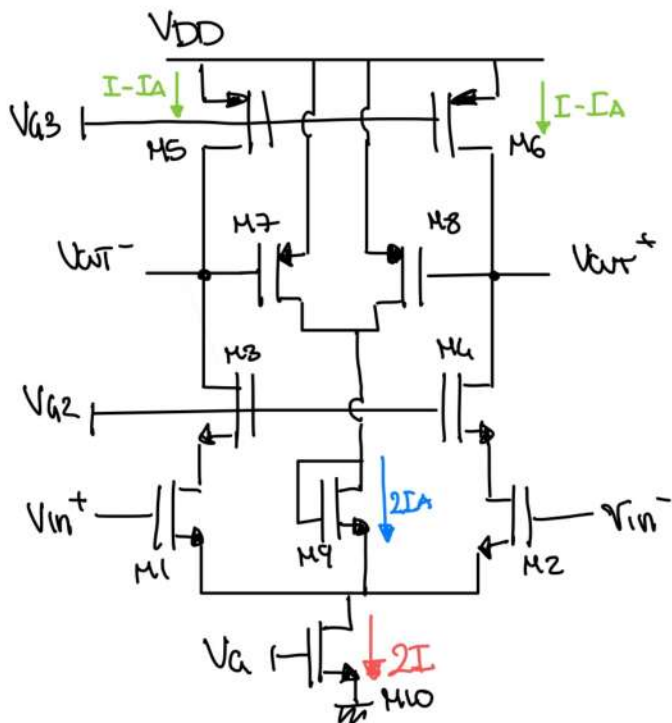 VDD
I-IA
I-IA
VG3
M5
M6
M7
M8
VOUT-
VOUT+
M3
M4
VG2
Vin+
2IA
Vin-
M1
M9
M2
VG
2I
M10